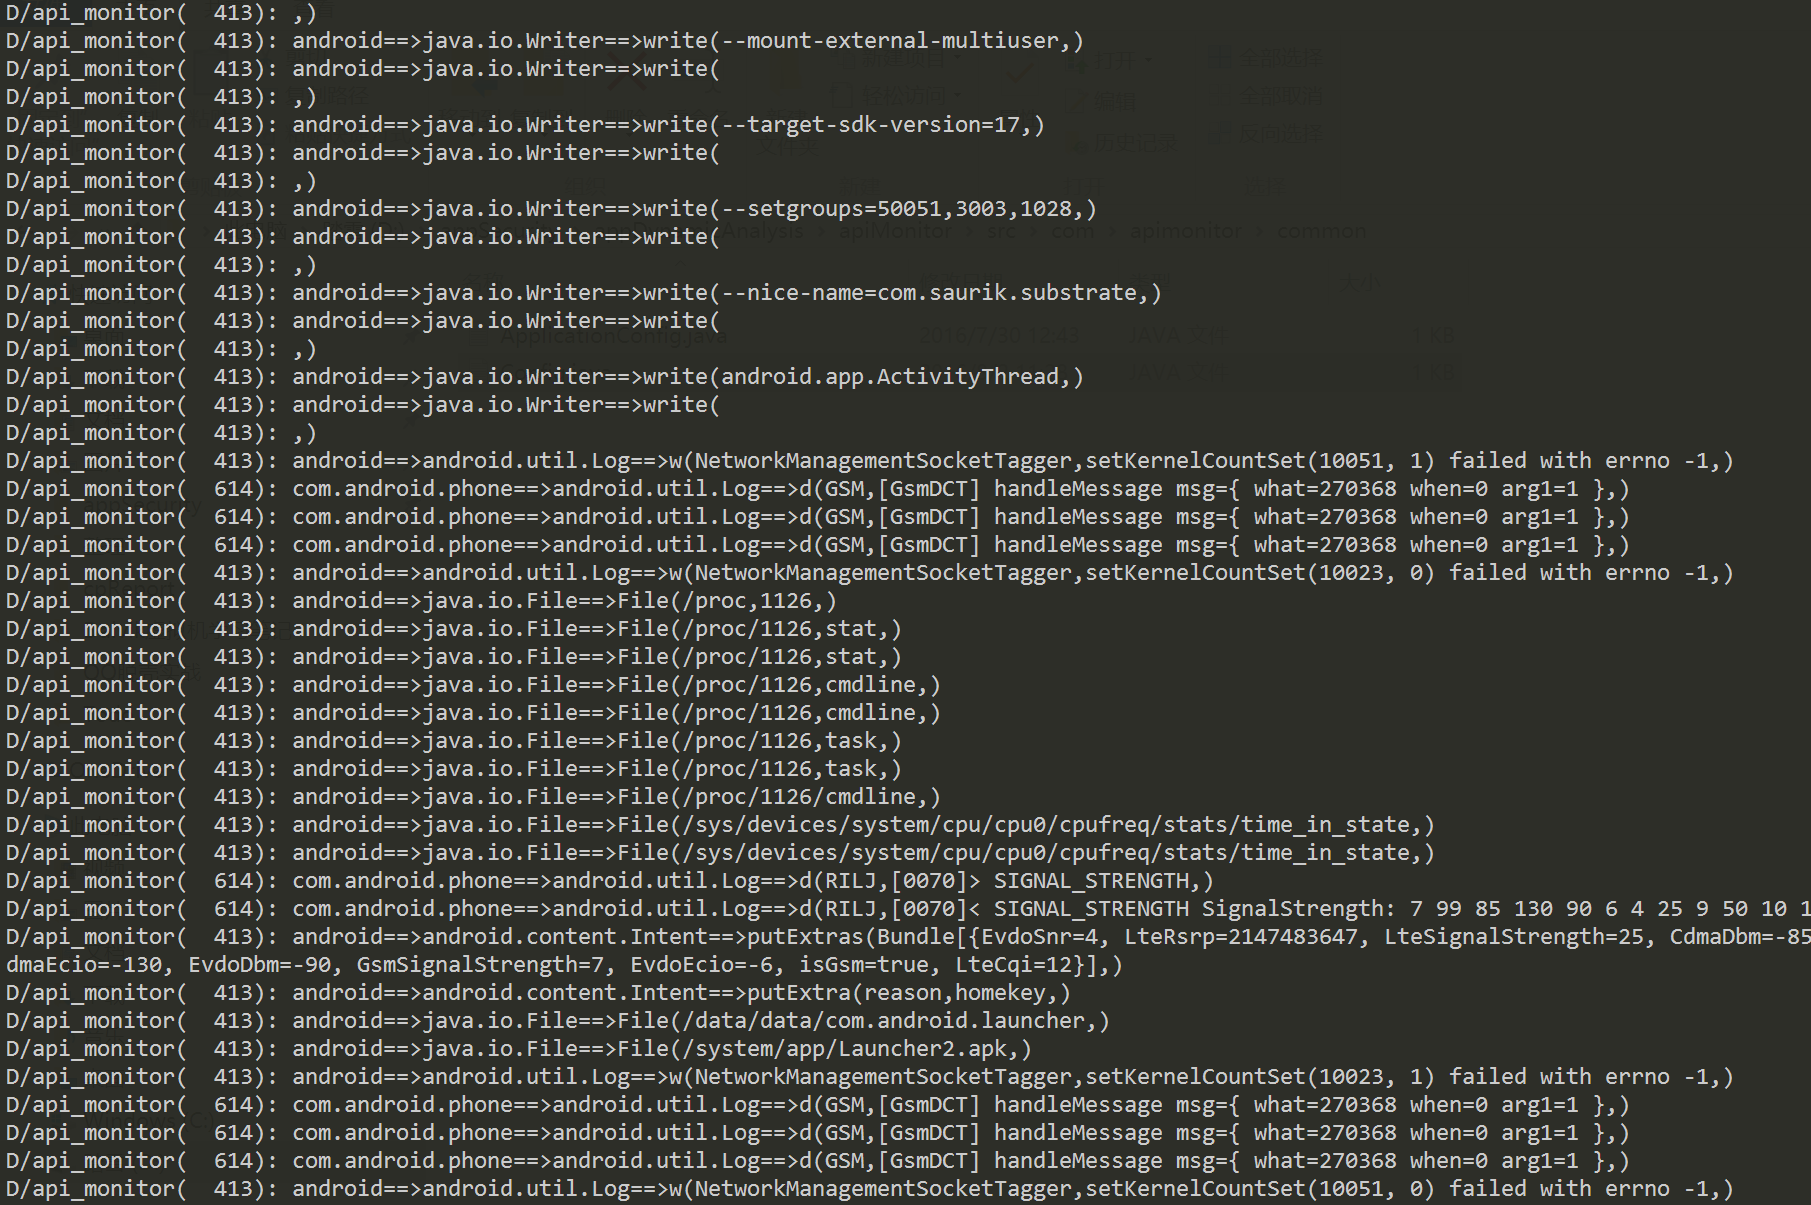 D/api_monitor(  413): ,)
D/api_monitor(  413): android==>java.io.Writer==>write(--mount-external-multiuser,)
D/api_monitor(  413): android==>java.io.Writer==>write(
D/api_monitor(  413): ,)
D/api_monitor(  413): android==>java.io.Writer==>write(--target-sdk-version=17,)
D/api_monitor(  413): android==>java.io.Writer==>write(
D/api_monitor(  413): ,)
D/api_monitor(  413): android==>java.io.Writer==>write(--setgroups=50051,3003,1028,)
D/api_monitor(  413): android==>java.io.Writer==>write(
D/api_monitor(  413): ,)
D/api_monitor(  413): android==>java.io.Writer==>write(--nice-name=com.saurik.substrate,)
D/api_monitor(  413): android==>java.io.Writer==>write(
D/api_monitor(  413): ,)
D/api_monitor(  413): android==>java.io.Writer==>write(android.app.ActivityThread,)
D/api_monitor(  413): android==>java.io.Writer==>write(
D/api_monitor(  413): ,)
D/api_monitor(  413): android==>android.util.Log==>w(NetworkManagementSocketTagger,setKernelCountSet(10051, 1) failed with errno -1,)
D/api_monitor(  614): com.android.phone==>android.util.Log==>d(GSM,[GsmDCT] handleMessage msg={ what=270368 when=0 arg1=1 },)
D/api_monitor(  614): com.android.phone==>android.util.Log==>d(GSM,[GsmDCT] handleMessage msg={ what=270368 when=0 arg1=1 },)
D/api_monitor(  614): com.android.phone==>android.util.Log==>d(GSM,[GsmDCT] handleMessage msg={ what=270368 when=0 arg1=1 },)
D/api_monitor(  413): android==>android.util.Log==>w(NetworkManagementSocketTagger,setKernelCountSet(10023, 0) failed with errno -1,)
D/api_monitor(  413): android==>java.io.File==>File(/proc,1126,)
D/api_monitor(  413): android==>java.io.File==>File(/proc/1126,stat,)
D/api_monitor(  413): android==>java.io.File==>File(/proc/1126,stat,)
D/api_monitor(  413): android==>java.io.File==>File(/proc/1126,cmdline,)
D/api_monitor(  413): android==>java.io.File==>File(/proc/1126,cmdline,)
D/api_monitor(  413): android==>java.io.File==>File(/proc/1126,task,)
D/api_monitor(  413): android==>java.io.File==>File(/proc/1126,task,)
D/api_monitor(  413): android==>java.io.File==>File(/proc/1126/cmdline,)
D/api_monitor(  413): android==>java.io.File==>File(/sys/devices/system/cpu/cpu0/cpufreq/stats/time_in_state,)
D/api_monitor(  413): android==>java.io.File==>File(/sys/devices/system/cpu/cpu0/cpufreq/stats/time_in_state,)
D/api_monitor(  614): com.android.phone==>android.util.Log==>d(RILJ,[0070]> SIGNAL_STRENGTH,)
D/api_monitor(  614): com.android.phone==>android.util.Log==>d(RILJ,[0070]< SIGNAL_STRENGTH SignalStrength: 7 99 85 130 90 6 4 25 9 50 10 1
D/api_monitor(  413): android==>android.content.Intent==>putExtras(Bundle[{EvdoSnr=4, LteRsrp=2147483647, LteSignalStrength=25, CdmaDbm=-85
dmaEcio=-130, EvdoDbm=-90, GsmSignalStrength=7, EvdoEcio=-6, isGsm=true, LteCqi=12}],)
D/api_monitor(  413): android==>android.content.Intent==>putExtra(reason,homekey,)
D/api_monitor(  413): android==>java.io.File==>File(/data/data/com.android.launcher,)
D/api_monitor(  413): android==>java.io.File==>File(/system/app/Launcher2.apk,)
D/api_monitor(  413): android==>android.util.Log==>w(NetworkManagementSocketTagger,setKernelCountSet(10023, 1) failed with errno -1,)
D/api_monitor(  614): com.android.phone==>android.util.Log==>d(GSM,[GsmDCT] handleMessage msg={ what=270368 when=0 arg1=1 },)
D/api_monitor(  614): com.android.phone==>android.util.Log==>d(GSM,[GsmDCT] handleMessage msg={ what=270368 when=0 arg1=1 },)
D/api_monitor(  614): com.android.phone==>android.util.Log==>d(GSM,[GsmDCT] handleMessage msg={ what=270368 when=0 arg1=1 },)
D/api_monitor(  413): android==>android.util.Log==>w(NetworkManagementSocketTagger,setKernelCountSet(10051, 0) failed with errno -1,)